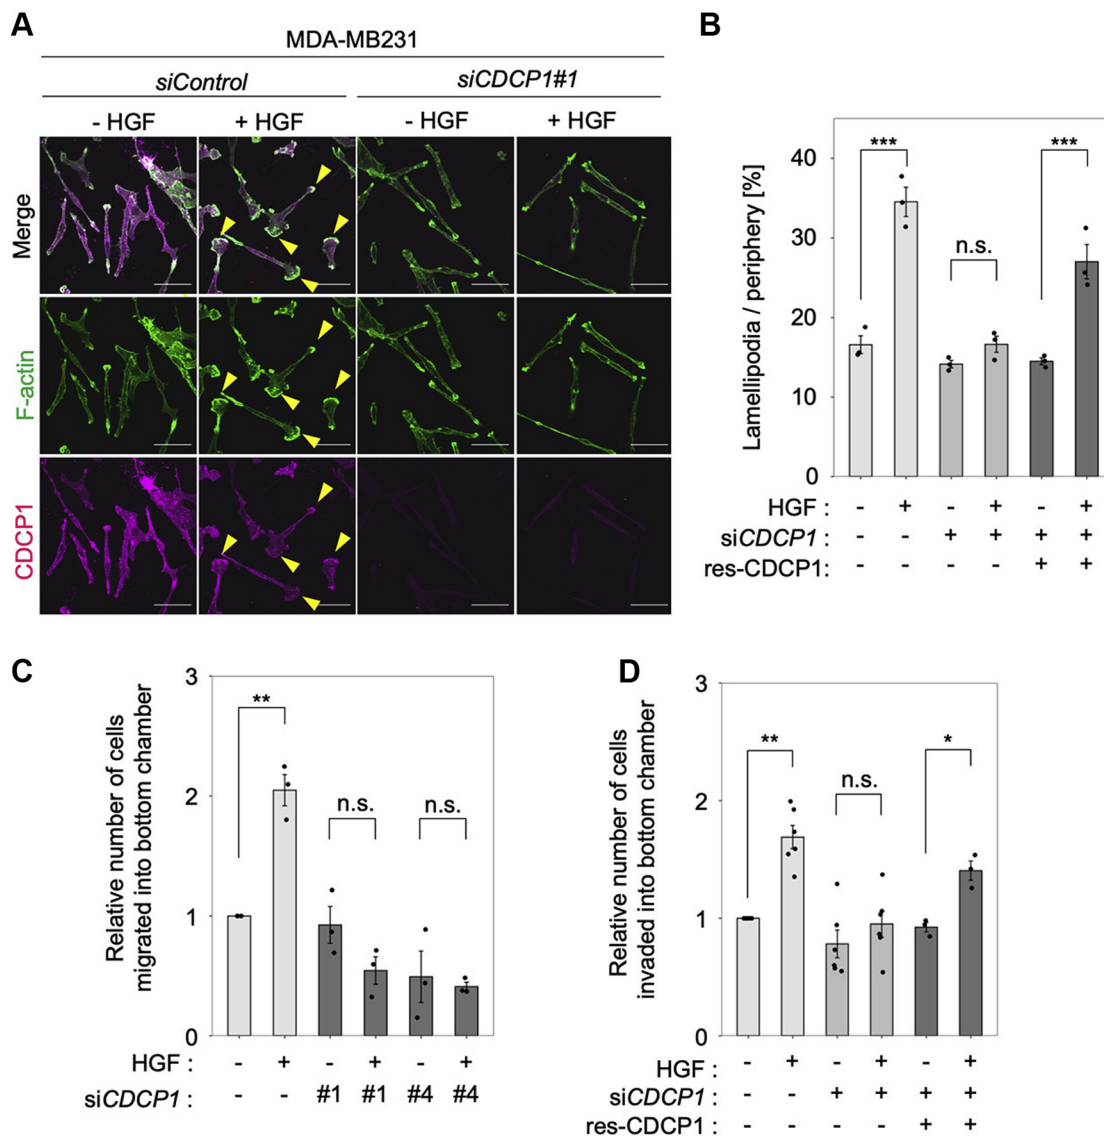 A
MDA-MB231
siControl siCDCP1#1
- HGF + HGF - HGF + HGF
Merge
F-actin
CDCP1
B
Lamellipodia / periphery [%]
40
30
20
10
0
*** n.s. ***
HGF : - + - + - +
siCDCP1 : - - + + + +
res-CDCP1: - - - - + +
C
Relative number of cells
migrated into bottom chamber
3
2
1
0
** n.s. n.s.
HGF : - + - + - +
siCDCP1 : - - #1 #1 #4 #4
D
Relative number of cells
invaded into bottom chamber
3
2
1
0
** n.s. *
HGF : - + - + - +
siCDCP1 : - - + + + +
res-CDCP1 : - - - - + +